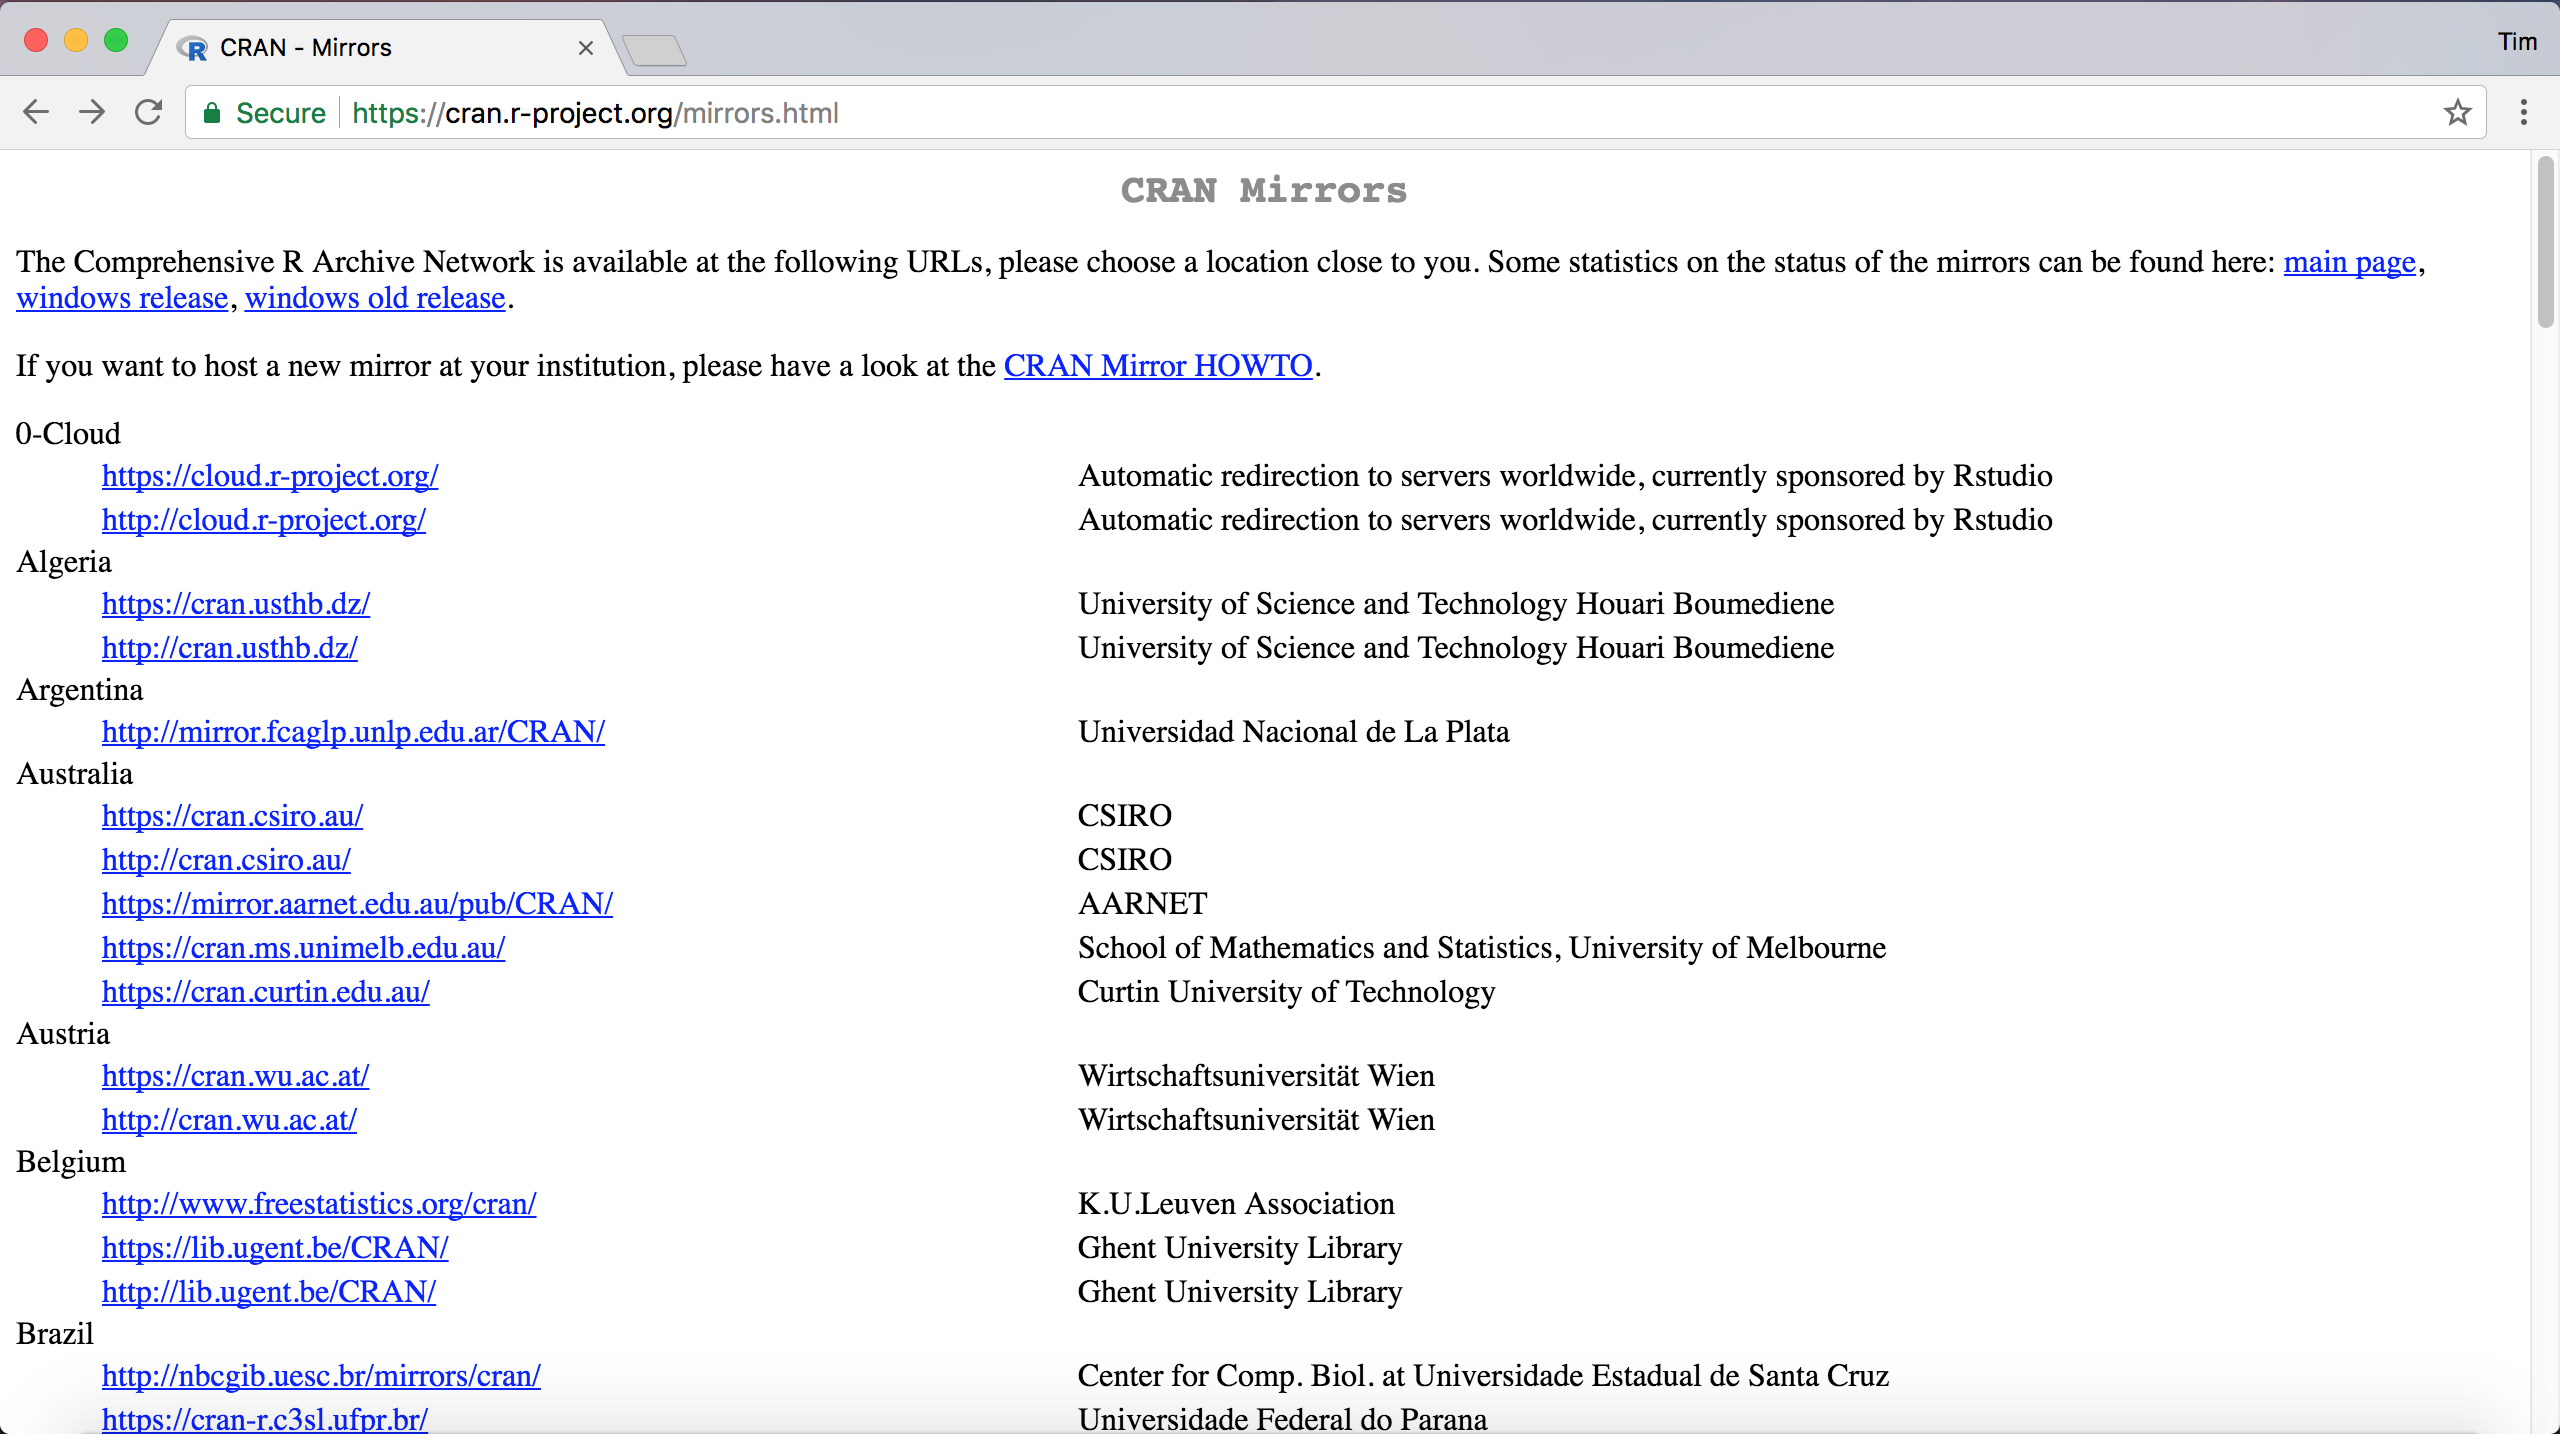 CRAN - Mirrors
Tim
Secure https://cran.r-project.org/mirrors.html
CRAN Mirrors
The Comprehensive R Archive Network is available at the following URLs, please choose a location close to you. Some statistics on the status of the mirrors can be found here: main page,
windows release, windows old release.
If you want to host a new mirror at your institution, please have a look at the CRAN Mirror HOWTO.
0-Cloud
https://cloud.r-project.org/ Automatic redirection to servers worldwide, currently sponsored by Rstudio
http://cloud.r-project.org/ Automatic redirection to servers worldwide, currently sponsored by Rstudio
Algeria
https://cran.usthb.dz/ University of Science and Technology Houari Boumediene
http://cran.usthb.dz/ University of Science and Technology Houari Boumediene
Argentina
http://mirror.fcaglp.unlp.edu.ar/CRAN/ Universidad Nacional de La Plata
Australia
https://cran.csiro.au/ CSIRO
http://cran.csiro.au/ CSIRO
https://mirror.aarnet.edu.au/pub/CRAN/ AARNET
https://cran.ms.unimelb.edu.au/ School of Mathematics and Statistics, University of Melbourne
https://cran.curtin.edu.au/ Curtin University of Technology
Austria
https://cran.wu.ac.at/ Wirtschaftsuniversität Wien
http://cran.wu.ac.at/ Wirtschaftsuniversität Wien
Belgium
http://www.freestatistics.org/cran/ K.U.Leuven Association
https://lib.ugent.be/CRAN/ Ghent University Library
http://lib.ugent.be/CRAN/ Ghent University Library
Brazil
http://nbcgib.uesc.br/mirrors/cran/ Center for Comp. Biol. at Universidade Estadual de Santa Cruz
https://cran-r.c3sl.ufpr.br/ Universidade Federal do Parana